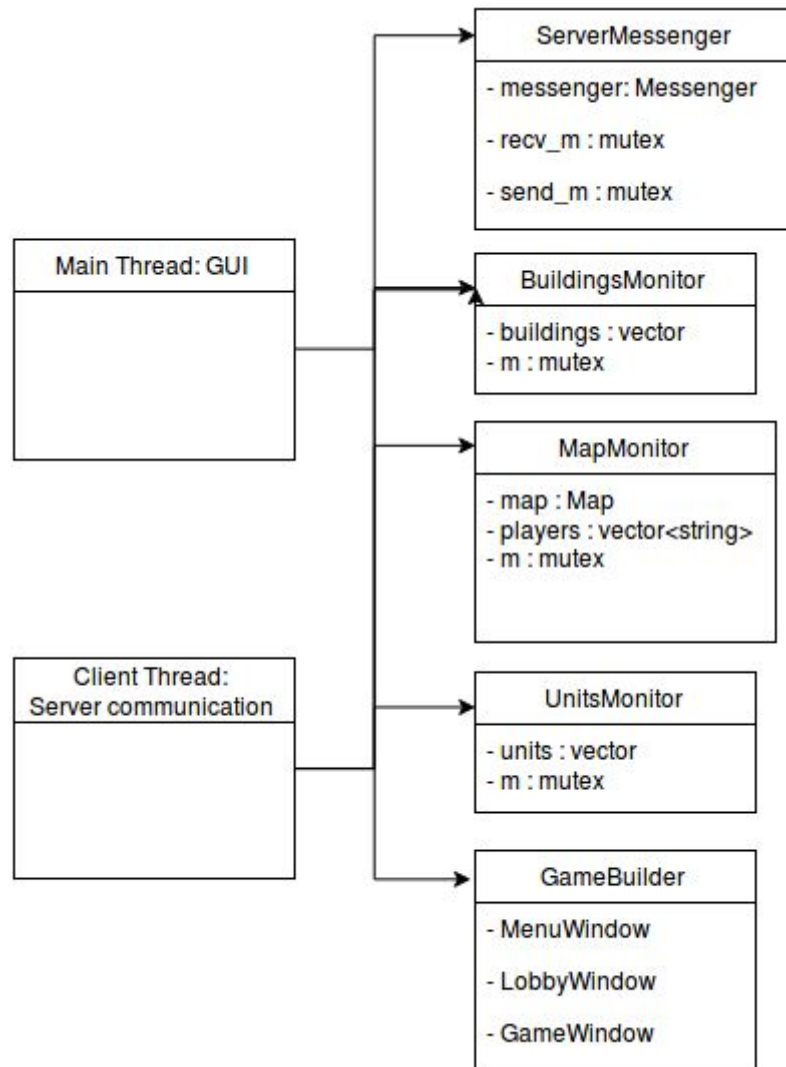 ServerMessenger
- messenger: Messenger
- recv_m : mutex
- send_m : mutex
Main Thread: GUI
BuildingsMonitor
- buildings : vector
- m : mutex
MapMonitor
- map : Map
- players : vector<string>
- m : mutex
Client Thread:
Server communication
UnitsMonitor
- units : vector
- m : mutex
GameBuilder
- MenuWindow
- LobbyWindow
- GameWindow